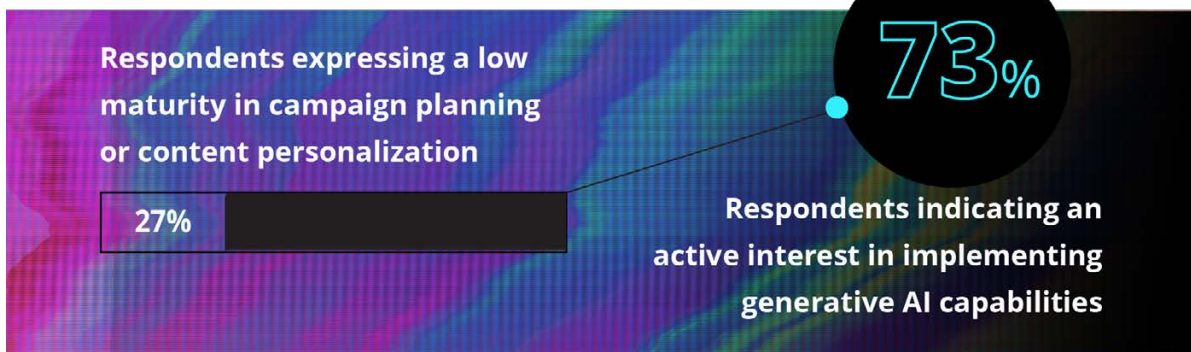 Respondents expressing a low
maturity in campaign planning
or content personalization
27%
73%
Respondents indicating an
active interest in implementing
generative AI capabilities